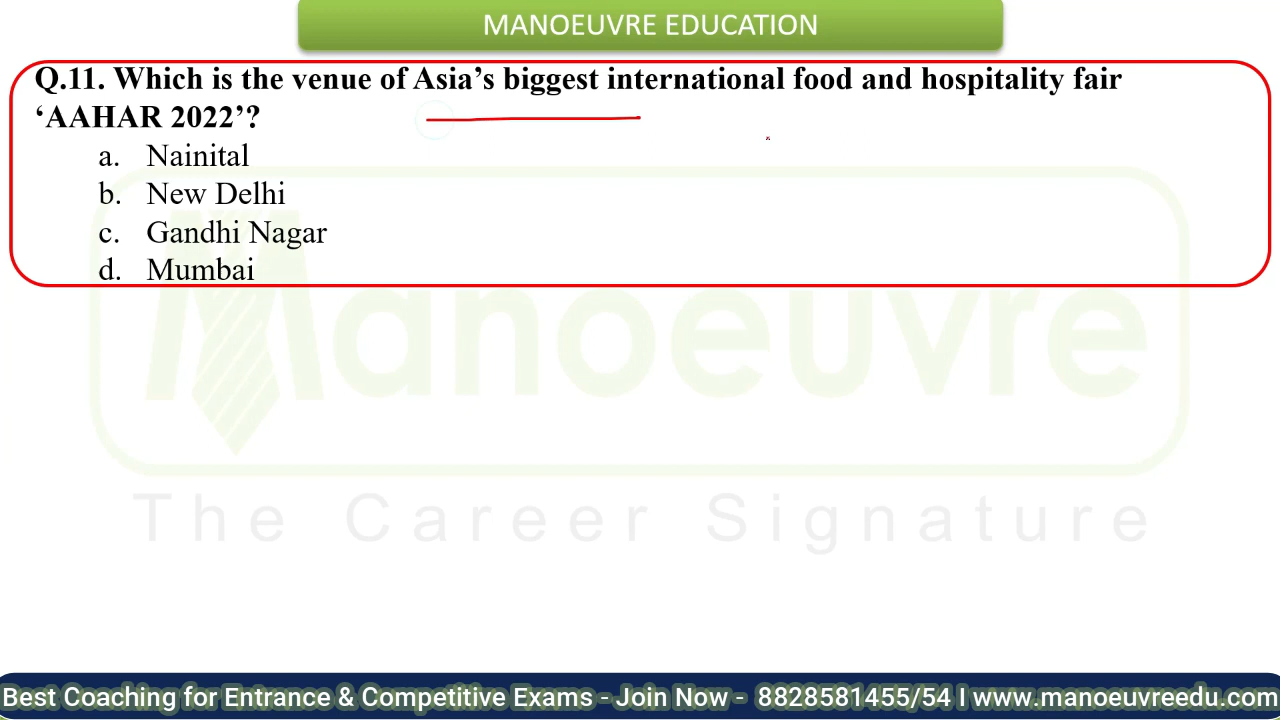 MANOEUVRE EDUCATION
Q.11. Which is the venue of Asia’s biggest international food and hospitality fair
‘AAHAR 2022’?
a. Nainital
b. New Delhi
c. Gandhi Nagar
d. Mumbai
Manoeuvre
The Career Signature
Best Coaching for Entrance & Competitive Exams - Join Now - 8828581455/54 I www.manoeuvreedu.com